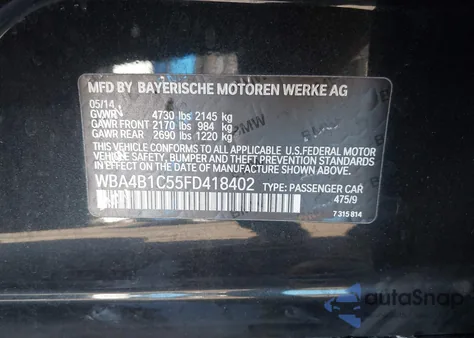 MFD BY BAYERISCHE MOTOREN WERKE AG
05/14
GVWR 4730 lbs 2145 kg
GAWR FRONT 2170 lbs 984 kg
GAWR REAR 2690 lbs 1220 kg
THIS VEHICLE CONFORMS TO ALL APPLICABLE
U.S.FEDERAL MOTOR
VEHICLE SAFETY, BUMPER, AND THEFT PREVENTION STANDARDS
IN EFFECT ON THE DATE OF MANUFACTURE SHOWN ABOVE.
WBA4B1C55FD418402 TYPE: PASSENGER CAR
475/9
7 315 814
autoSnap